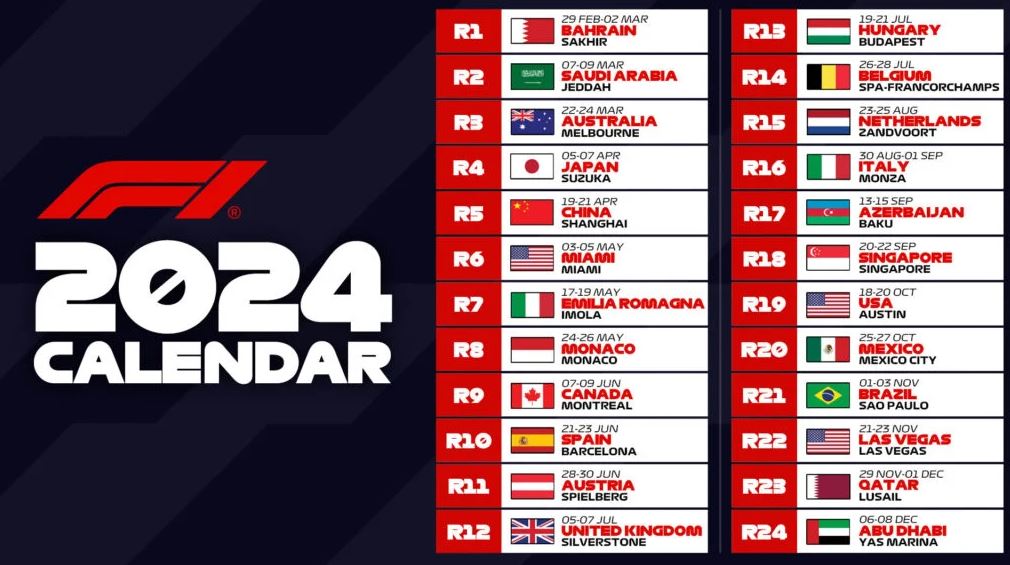 F1®
2024
CALENDAR
R1
29 FEB-02 MAR
BAHRAIN
SAKHIR
R2
07-09 MAR
SAUDI ARABIA
JEDDAH
R3
22-24 MAR
AUSTRALIA
MELBOURNE
R4
05-07 APR
JAPAN
SUZUKA
R5
19-21 APR
CHINA
SHANGHAI
R6
03-05 MAY
MIAMI
MIAMI
R7
17-19 MAY
EMILIA ROMAGNA
IMOLA
R8
24-26 MAY
MONACO
MONACO
R9
07-09 JUN
CANADA
MONTREAL
R10
21-23 JUN
SPAIN
BARCELONA
R11
28-30 JUN
AUSTRIA
SPIELBERG
R12
05-07 JUL
UNITED KINGDOM
SILVERSTONE
R13
19-21 JUL
HUNGARY
BUDAPEST
R14
26-28 JUL
BELGIUM
SPA-FRANCORCHAMPS
R15
23-25 AUG
NETHERLANDS
ZANDVOORT
R16
30 AUG-01 SEP
ITALY
MONZA
R17
13-15 SEP
AZERBAIJAN
BAKU
R18
20-22 SEP
SINGAPORE
SINGAPORE
R19
18-20 OCT
USA
AUSTIN
R20
25-27 OCT
MEXICO
MEXICO CITY
R21
01-03 NOV
BRAZIL
SAO PAULO
R22
21-23 NOV
LAS VEGAS
LAS VEGAS
R23
29 NOV-01 DEC
QATAR
LUSAIL
R24
06-08 DEC
ABU DHABI
YAS MARINA